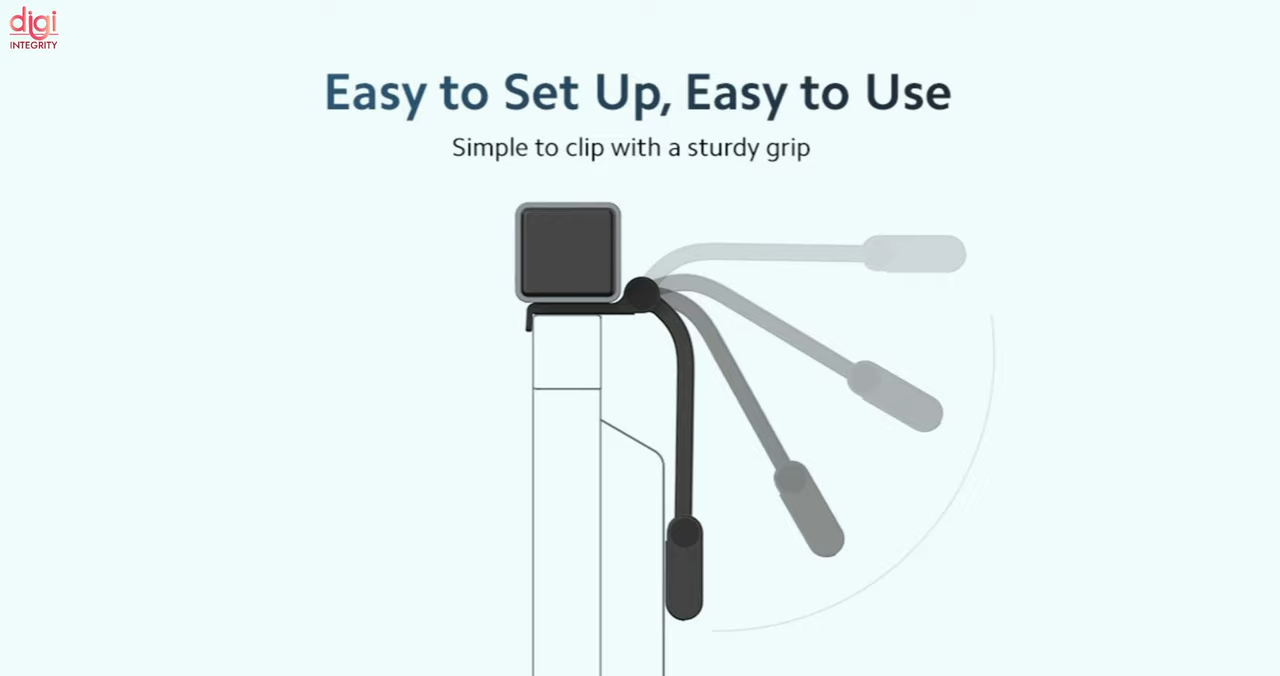 digi
INTEGRITY
Easy to Set Up, Easy to Use
Simple to clip with a sturdy grip